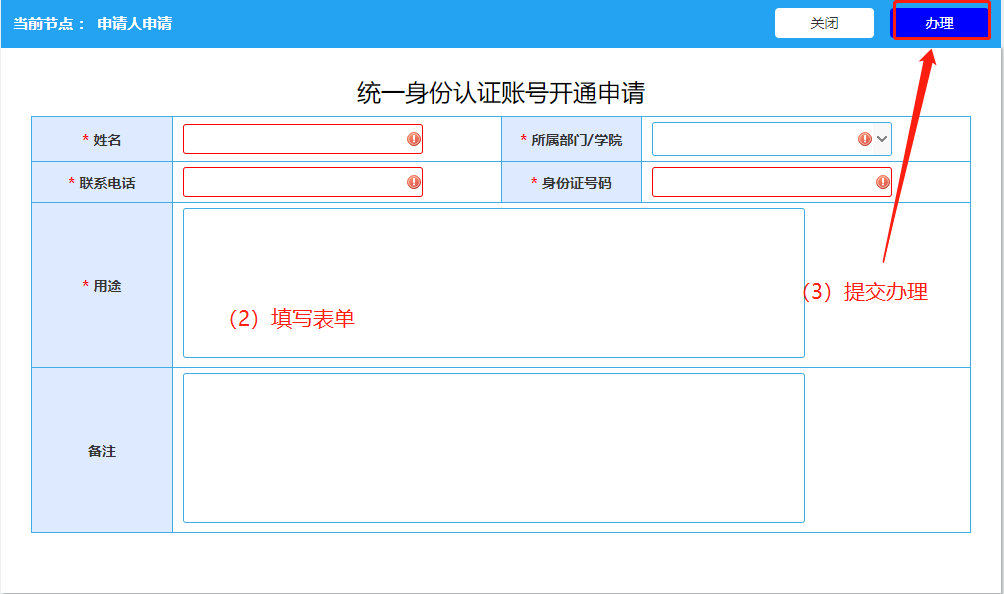 当前节点： 申请人申请
关闭
办理
统一身份认证账号开通申请
* 姓名
* 所属部门/学院
* 联系电话
* 身份证号码
* 用途
（2）填写表单
（3）提交办理
备注